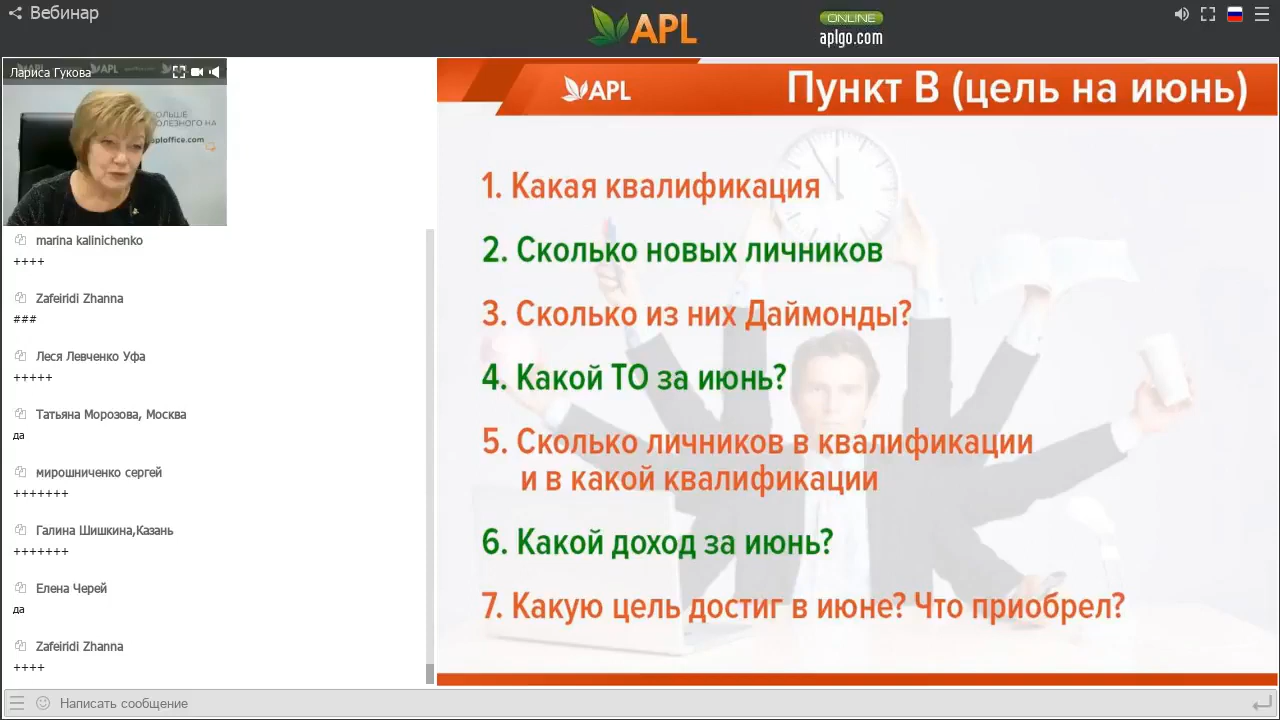 Вебинар
APL
ONLINE
aplgo.com
Лариса Гукова
aploffice.com
marina kalinichenko
++++
Zafeiridi Zhanna
###
Леся Левченко Уфа
+++++
Татьяна Морозова, Москва
да
мирошниченко сергей
+++++++
Галина Шишкина,Казань
+++++++
Елена Черей
да
Zafeiridi Zhanna
++++
Написать сообщение
APL
Пункт В (цель на июнь)
1. Какая квалификация
2. Сколько новых личников
3. Сколько из них Даймонды?
4. Какой ТО за июнь?
5. Сколько личников в квалификации
и в какой квалификации
6. Какой доход за июнь?
7. Какую цель достиг в июне? Что приобрел?